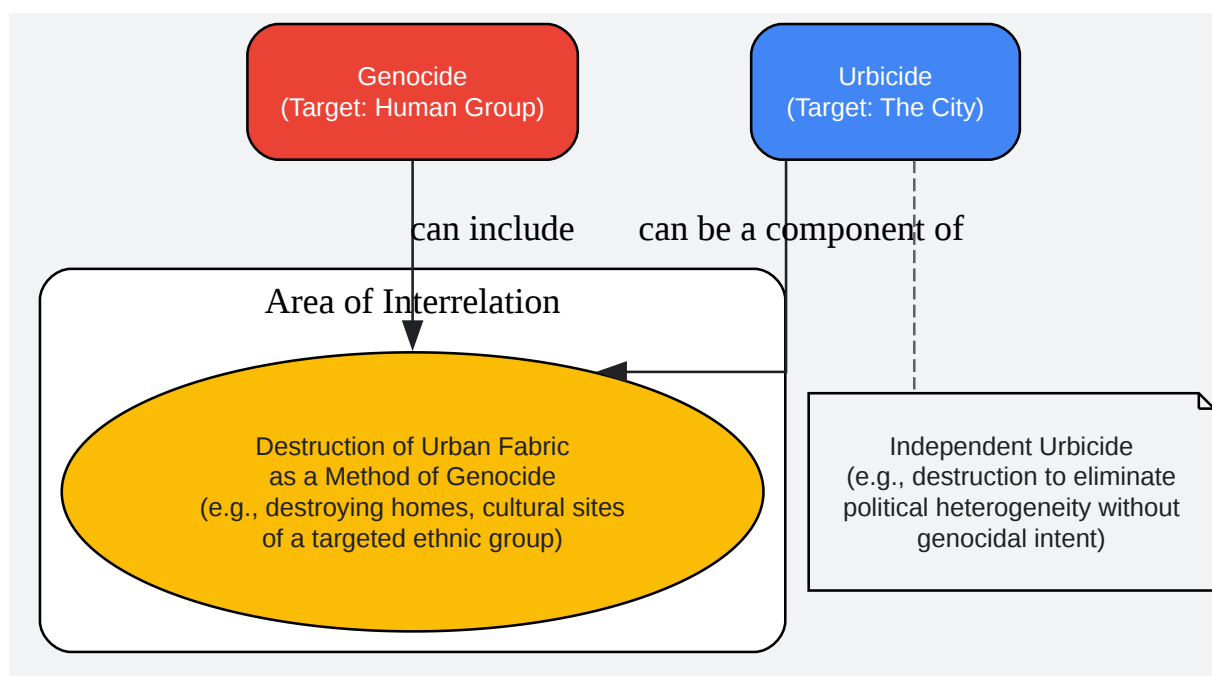 Genocide
(Target: Human Group)
Urbicide
(Target: The City)
can include
can be a component of
Area of Interrelation
Destruction of Urban Fabric
as a Method of Genocide
(e.g., destroying homes, cultural sites
of a targeted ethnic group)
Independent Urbicide
(e.g., destruction to eliminate
political heterogeneity without
genocidal intent)